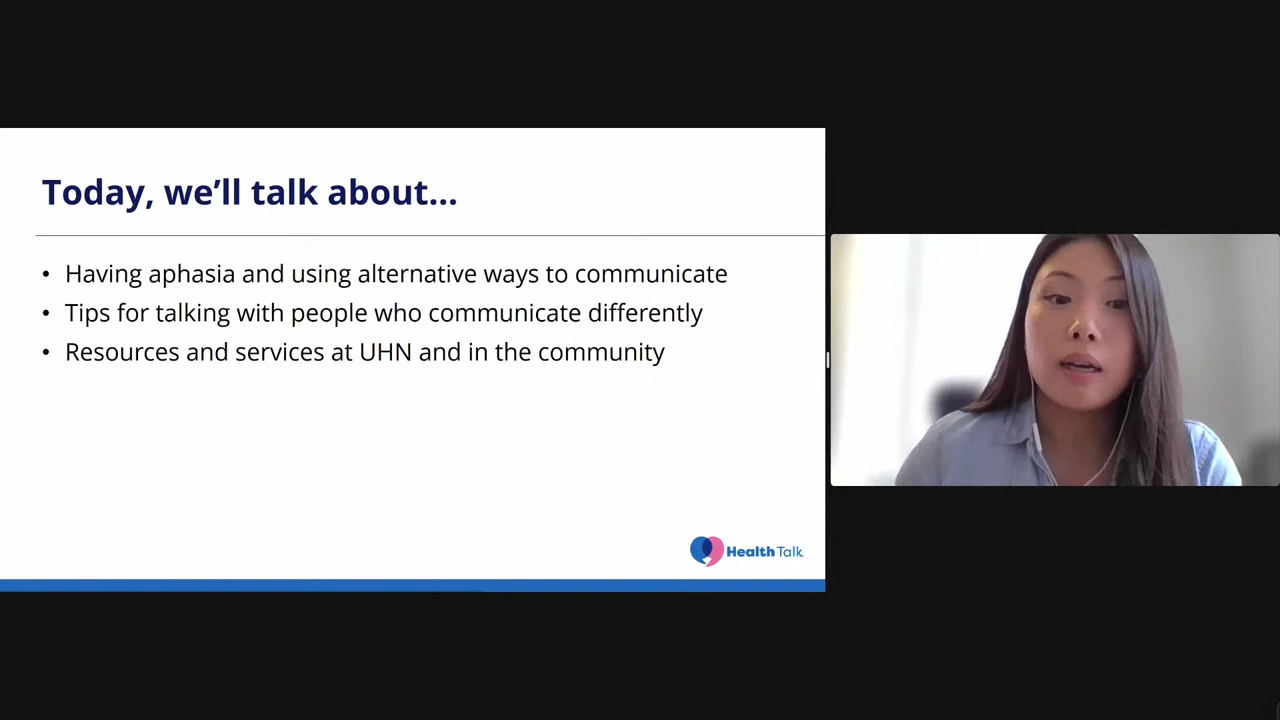 Today, we’ll talk about...
• Having aphasia and using alternative ways to communicate
• Tips for talking with people who communicate differently
• Resources and services at UHN and in the community
Health Talk